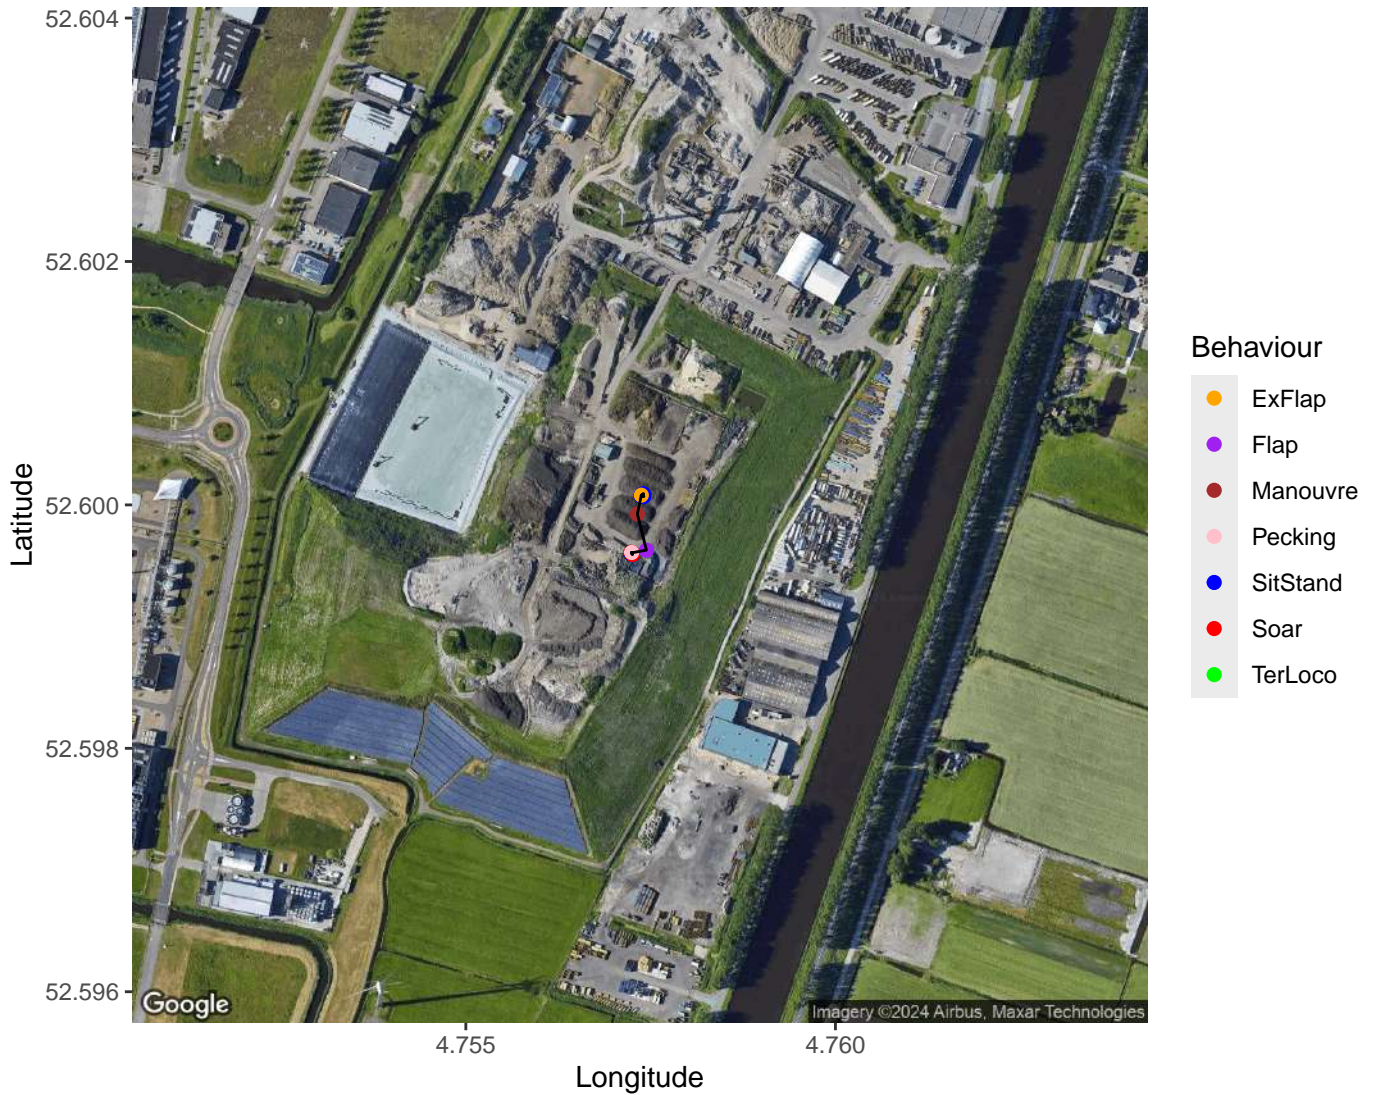 52.604
52.602
52.600
52.598
52.596
Latitude
4.755
4.760
Longitude
Google
Imagery ©2024 Airbus, Maxar Technologies
Behaviour
ExFlap
Flap
Manouvre
Pecking
SitStand
Soar
TerLoco